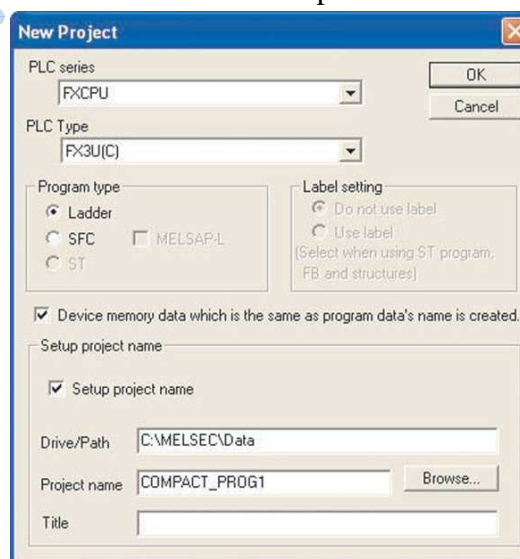 New Project
PLC series
FXCPU
OK
Cancel
PLC Type
FX3U(C)
Program type
Ladder
SFC
MELSAP-L
ST
Label setting
Do not use label
Use label
(Select when using ST program,
FB and structures)
Device memory data which is the same as program data's name is created.
Setup project name
Setup project name
Drive/Path
C:\MELSEC\Data
Project name
COMPACT_PROG1
Browse...
Title